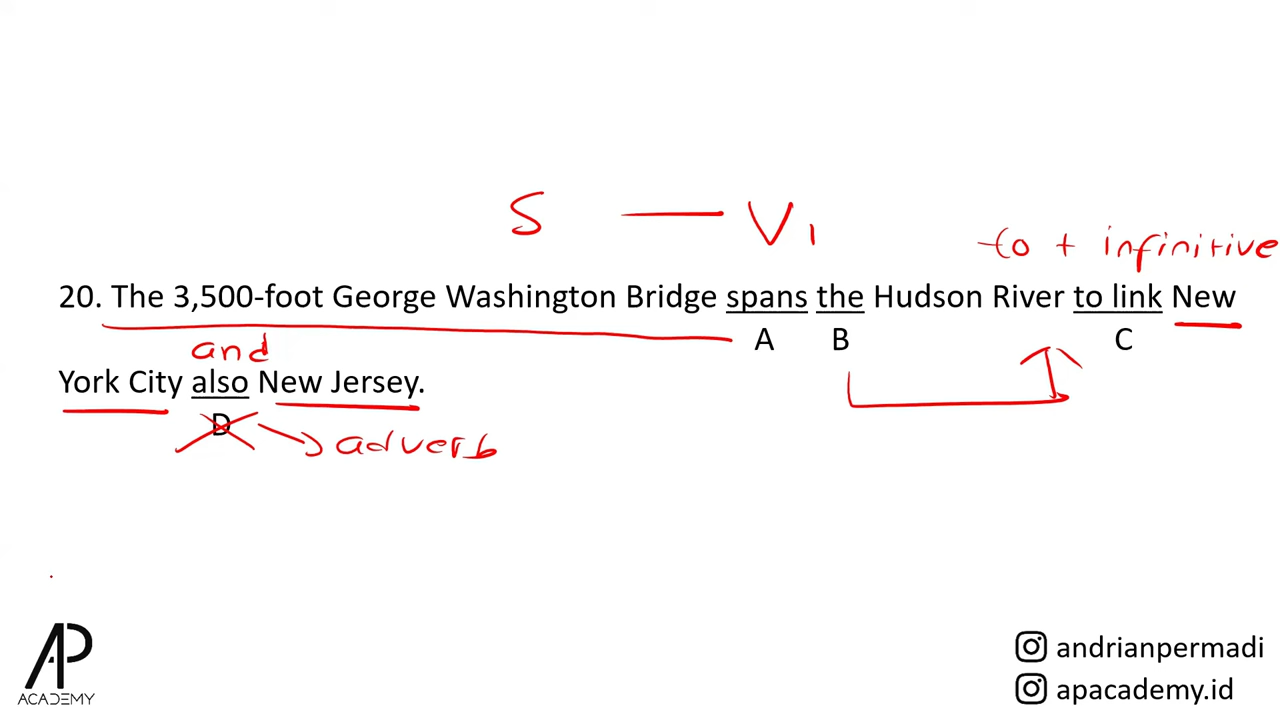 S — V1
to + infinitive
20. The 3,500-foot George Washington Bridge spans the Hudson River to link New
A B C
and
York City also New Jersey.
D
adverb
AP
ACADEMY
andrianpermadi
apacademy.id